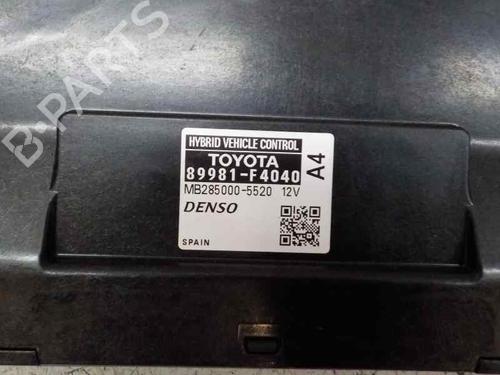 HYBRID VEHICLE CONTROL
TOYOTA
89981-F4040
A4
MB285000-5520 12V
DENSO
SPAIN
B-PARTS